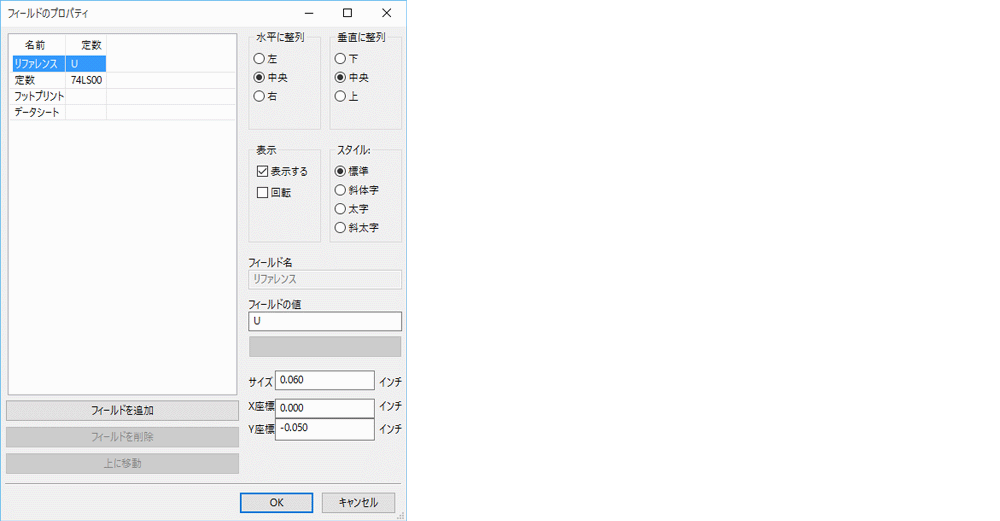 フィールドのプロパティ
名前 定数
リファレンス U
定数 74LS00
フットプリント
データシート
フィールドを追加
フィールドを削除
上に移動
水平に整列
左
中央
右
垂直に整列
下
中央
上
表示
表示する
回転
スタイル:
標準
斜体字
太字
斜太字
フィールド名
リファレンス
フィールドの値
U
サイズ 0.060 インチ
X座標 0.000 インチ
Y座標 -0.050 インチ
OK キャンセル